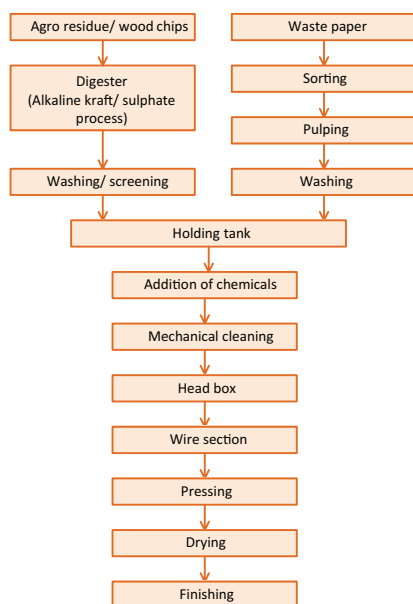 Agro residue/ wood chips
Waste paper
Digester
(Alkaline kraft/ sulphate
process)
Sorting
Pulping
Washing/ screening
Washing
Holding tank
Addition of chemicals
Mechanical cleaning
Head box
Wire section
Pressing
Drying
Finishing